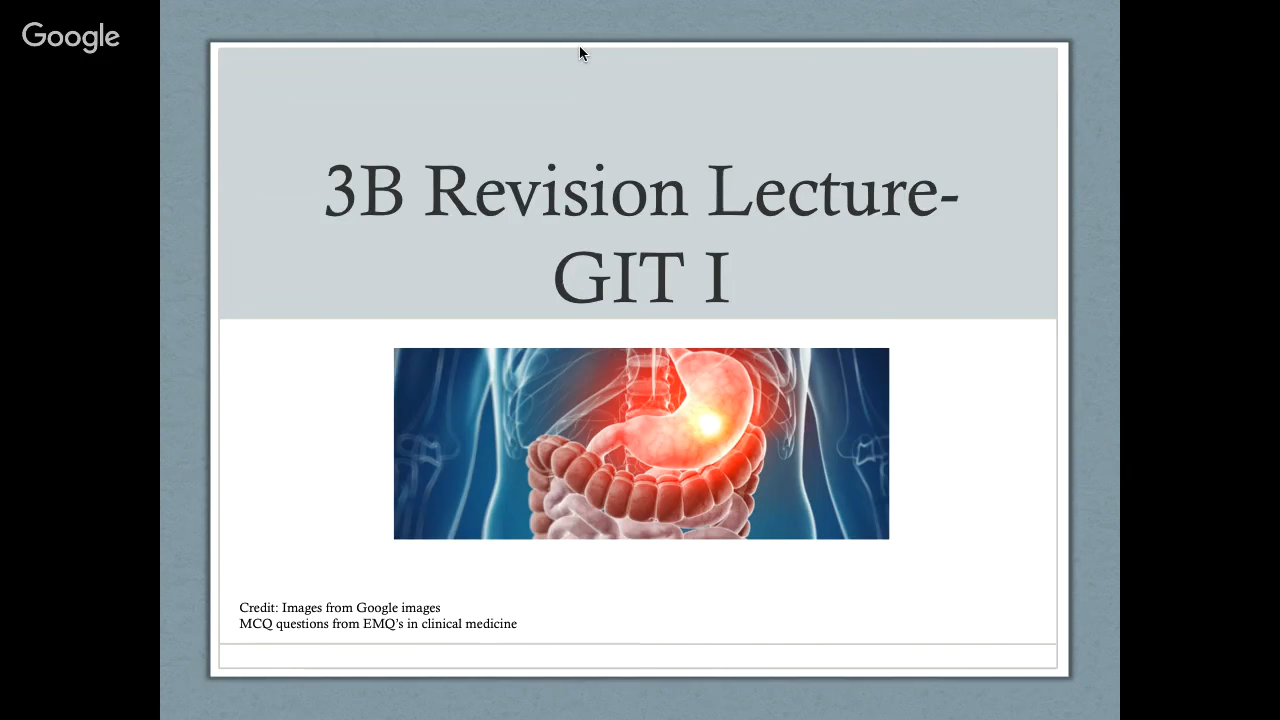 Google
3B Revision Lecture-
GIT I
Credit: Images from Google images
MCQ questions from EMQ's in clinical medicine